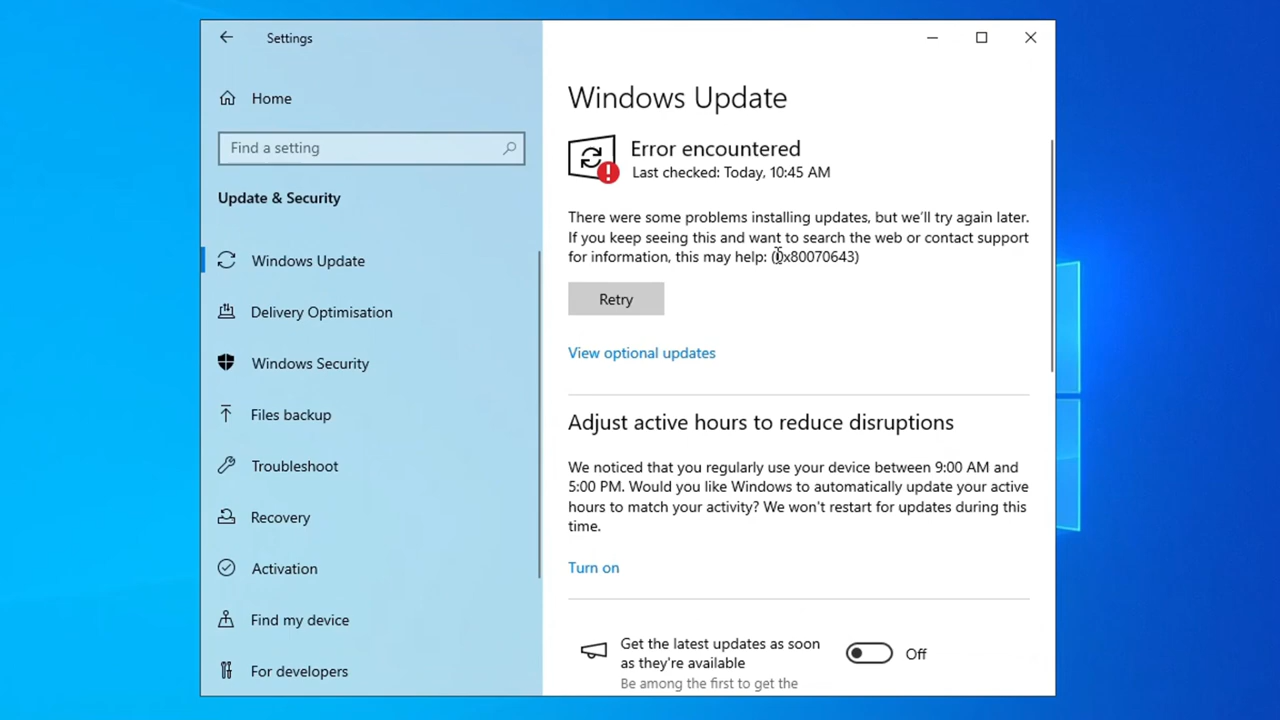 Settings
Home
Find a setting
Update & Security
Windows Update
Delivery Optimisation
Windows Security
Files backup
Troubleshoot
Recovery
Activation
Find my device
For developers
Windows Update
Error encountered
Last checked: Today, 10:45 AM
There were some problems installing updates, but we'll try again later.
If you keep seeing this and want to search the web or contact support
for information, this may help: (0x80070643)
Retry
View optional updates
Adjust active hours to reduce disruptions
We noticed that you regularly use your device between 9:00 AM and
5:00 PM. Would you like Windows to automatically update your active
hours to match your activity? We won't restart for updates during this
time.
Turn on
Get the latest updates as soon
as they're available
Off
Be among the first to get the